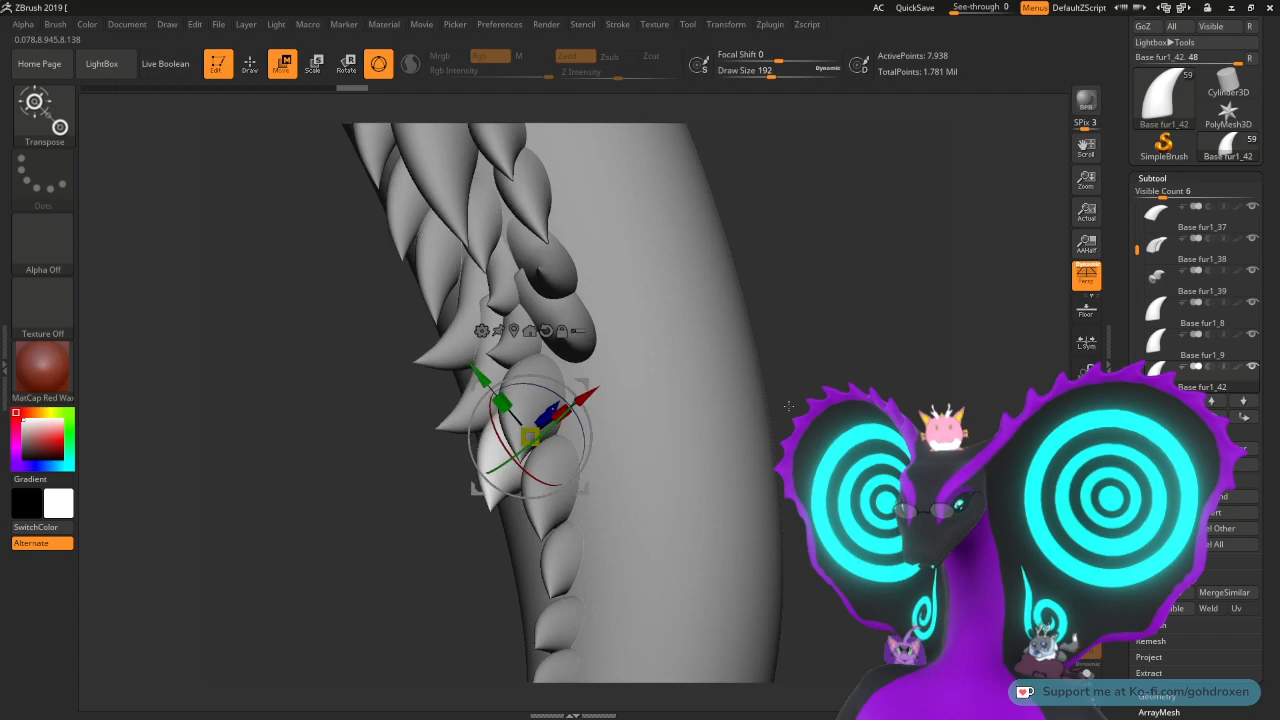 ZBrush 2019 [
AC QuickSave See-through 0 Menus DefaultZScript
Alpha Brush Color Document Draw Edit File Layer Light Macro Marker Material Movie Picker Preferences Render Stencil Stroke Texture Tool Transform Zplugin Zscript
0.078,8.945,8.138
Home Page LightBox Live Boolean Edit Draw Move Scale Rotate
Mrgb Rgb M
Rgb Intensity
Zadd Zsub Zcut
Z Intensity
Focal Shift 0
Draw Size 192 Dynamic
ActivePoints: 7,938
TotalPoints: 1.781 Mil
Transpose
Dots
Alpha Off
Texture Off
MatCap Red Wax
Gradient
SwitchColor
Alternate
BPR
SPix 3
Scroll
Zoom
Actual
AAHalf
Dynamic
Persp
Floor
L.Sym
GoZ All Visible R
Lightbox▶Tools
Base fur1_42. 48 R
59
Base fur1_42
Cylinder3D
PolyMesh3D
SimpleBrush
59
Base fur1_42
Subtool
Visible Count 6
Base fur1_37
Base fur1_38
Base fur1_39
Base fur1_8
Base fur1_9
Base fur1_42
MergeSimilar
Weld Uv
Remesh
Project
Extract
Geometry
ArrayMesh
Dynamic
Support me at Ko-fi.com/gohdroxen